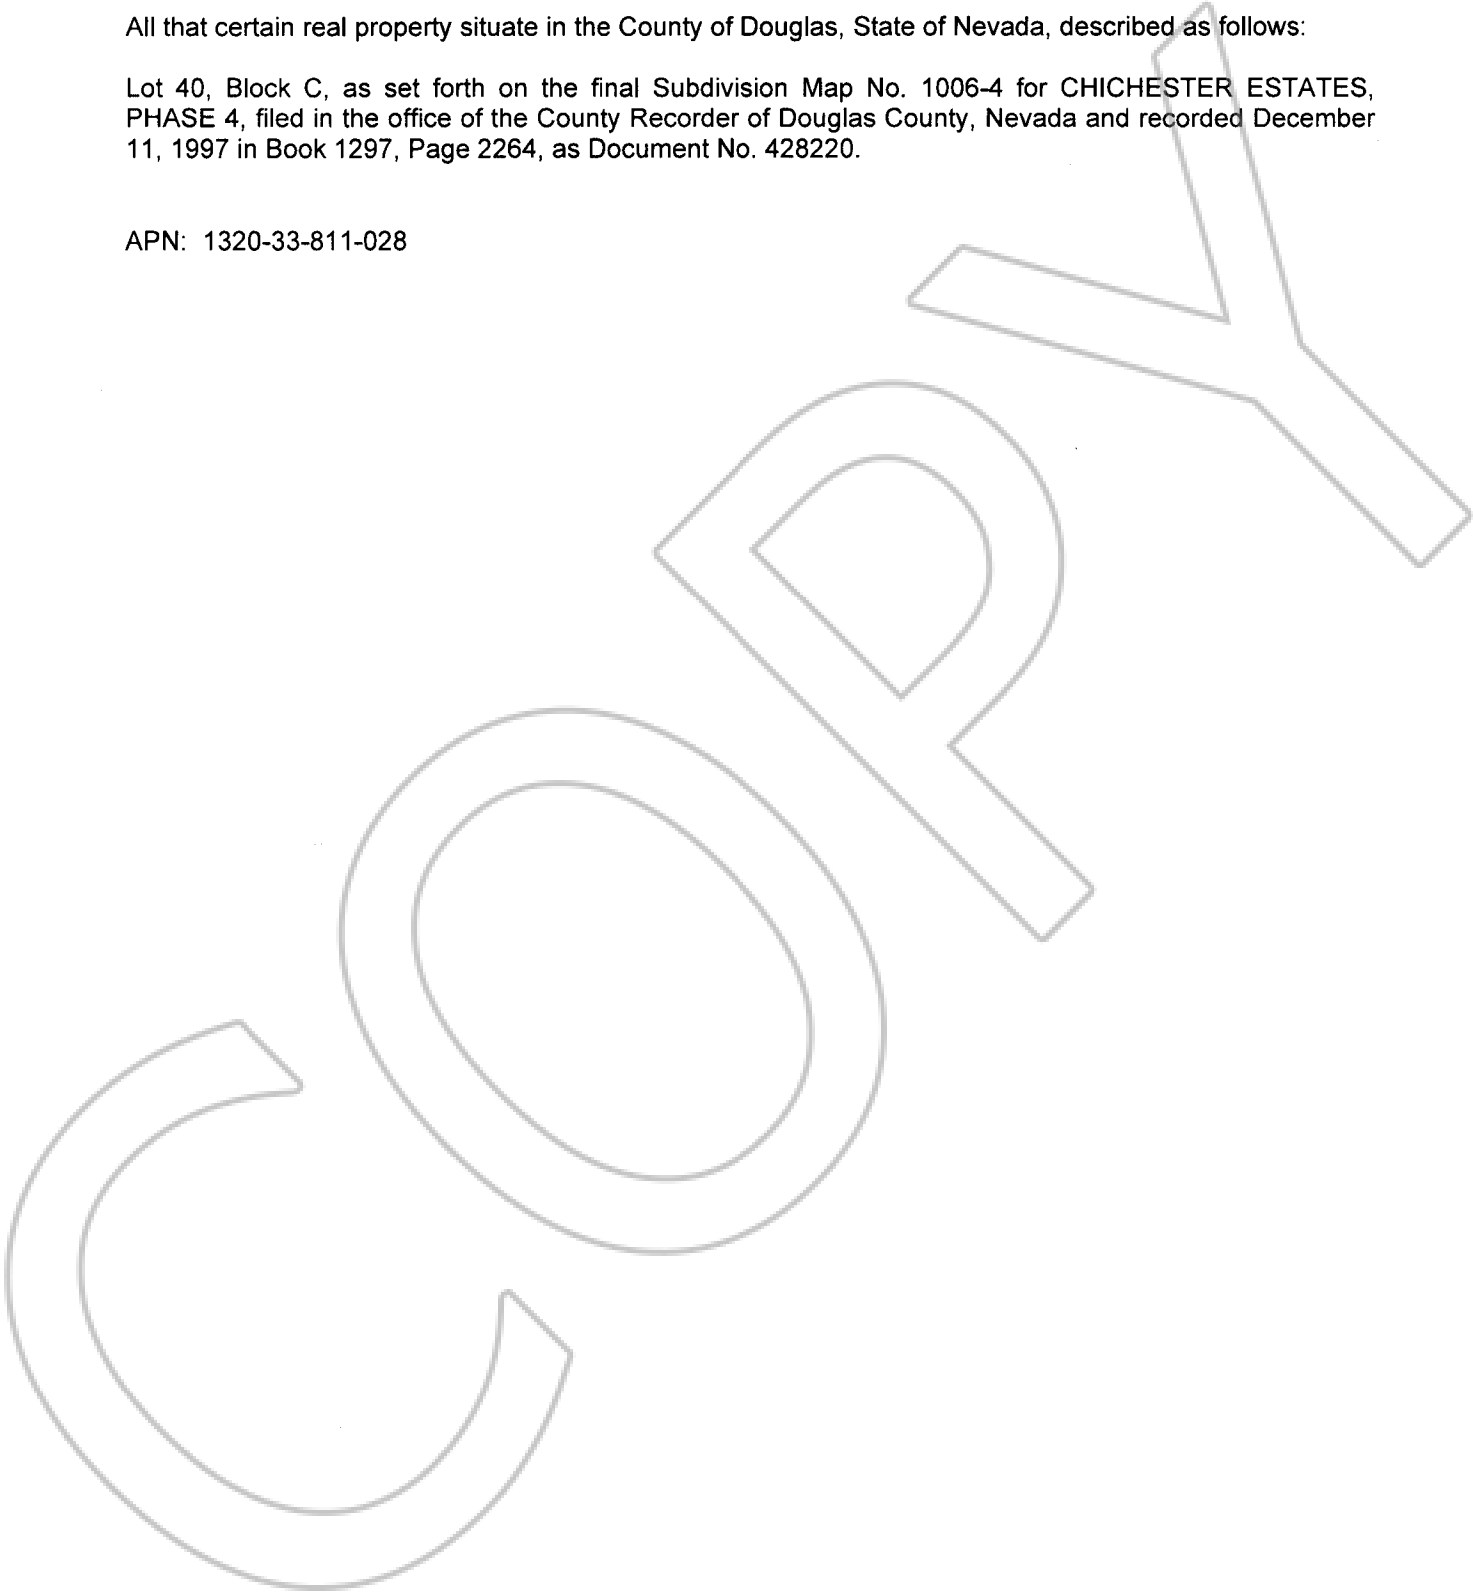 All that certain real property situate in the County of Douglas, State of Nevada, described as follows:
Lot 40, Block C, as set forth on the final Subdivision Map No. 1006-4 for CHICHESTER ESTATES,
PHASE 4, filed in the office of the County Recorder of Douglas County, Nevada and recorded December
11, 1997 in Book 1297, Page 2264, as Document No. 428220.
APN: 1320-33-811-028
COPY